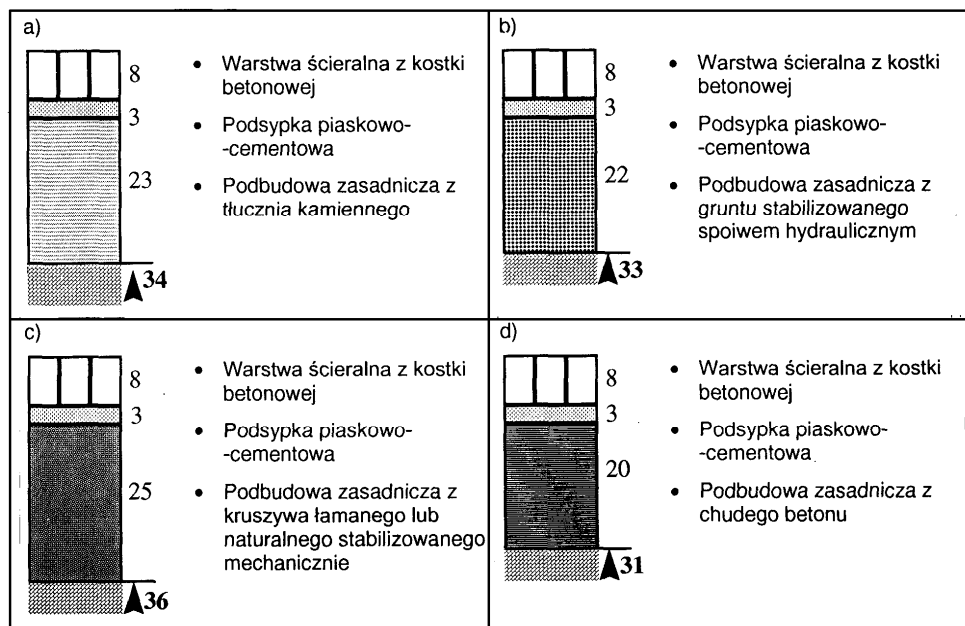 a)
8
3
23
34
• Warstwa ścieralna z kostki
betonowej
• Podsypka piaskowo-
-cementowa
• Podbudowa zasadnicza z
tłucznia kamiennego
b)
8
3
22
33
• Warstwa ścieralna z kostki
betonowej
• Podsypka piaskowo-
-cementowa
• Podbudowa zasadnicza z
gruntu stabilizowanego
spoiwem hydraulicznym
c)
8
3
25
36
• Warstwa ścieralna z kostki
betonowej
• Podsypka piaskowo-
-cementowa
• Podbudowa zasadnicza z
kruszywa łamanego lub
naturalnego stabilizowanego
mechanicznie
d)
8
3
20
31
• Warstwa ścieralna z kostki
betonowej
• Podsypka piaskowo-
-cementowa
• Podbudowa zasadnicza z
chudego betonu